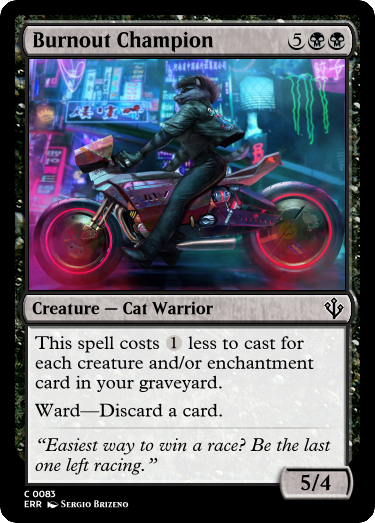 Burnout Champion 5
Creature — Cat Warrior
This spell costs 1 less to cast for
each creature and/or enchantment
card in your graveyard.
Ward—Discard a card.
“Easiest way to win a race? Be the last
one left racing.”
5/4
C 0083
ERR Sergio Brizeno